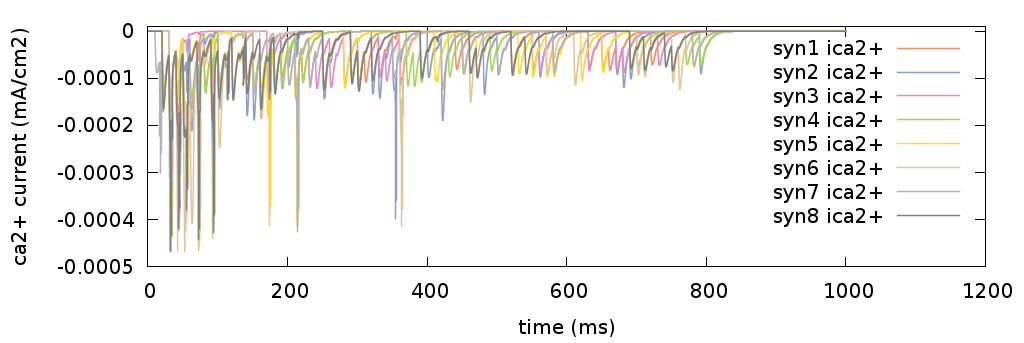 ca2+ current (mA/cm2)
0
-0.0001
-0.0002
-0.0003
-0.0004
-0.0005
syn1 ica2+
syn2 ica2+
syn3 ica2+
syn4 ica2+
syn5 ica2+
syn6 ica2+
syn7 ica2+
syn8 ica2+
0 200 400 600 800 1000 1200
time (ms)